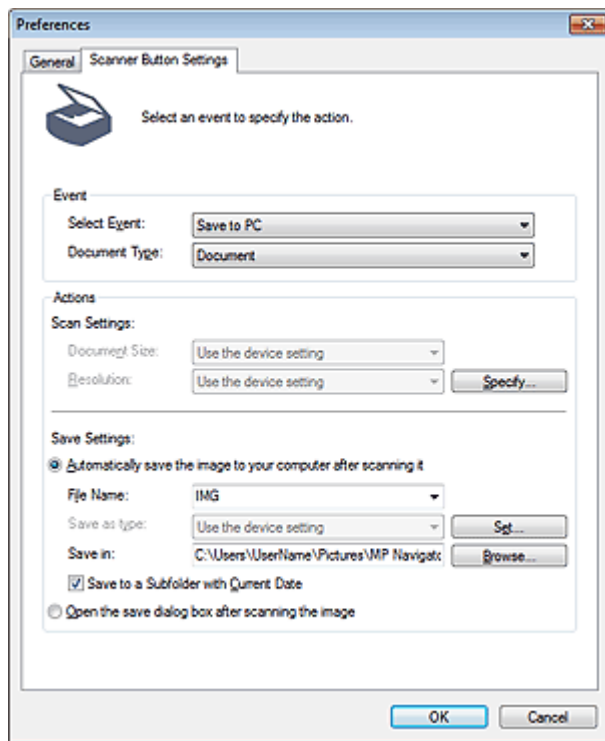 Preferences
General Scanner Button Settings
Select an event to specify the action.
Event
Select Event: Save to PC
Document Type: Document
Actions
Scan Settings:
Document Size: Use the device setting
Resolution: Use the device setting Specify...
Save Settings:
Automatically save the image to your computer after scanning it
File Name: IMG
Save as type: Use the device setting Set...
Save in: C:\Users\UserName\Pictures\MP Navigatc Browse...
Save to a Subfolder with Current Date
Open the save dialog box after scanning the image
OK Cancel